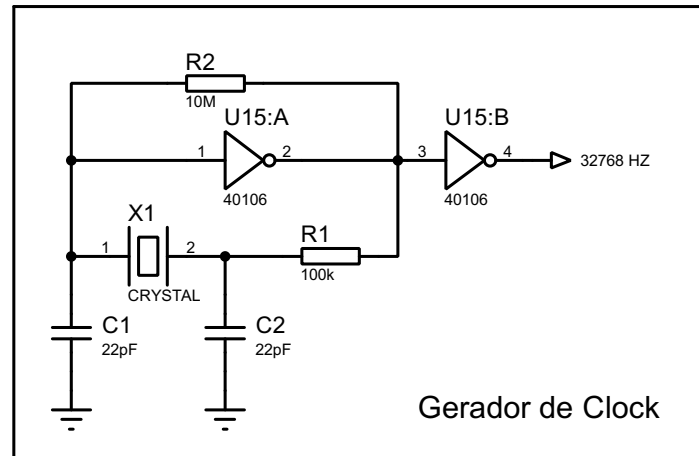 R2
10M
U15:A
1
2
40106
U15:B
3
4
40106
32768 HZ
X1
1
2
CRYSTAL
R1
100k
C1
22pF
C2
22pF
Gerador de Clock